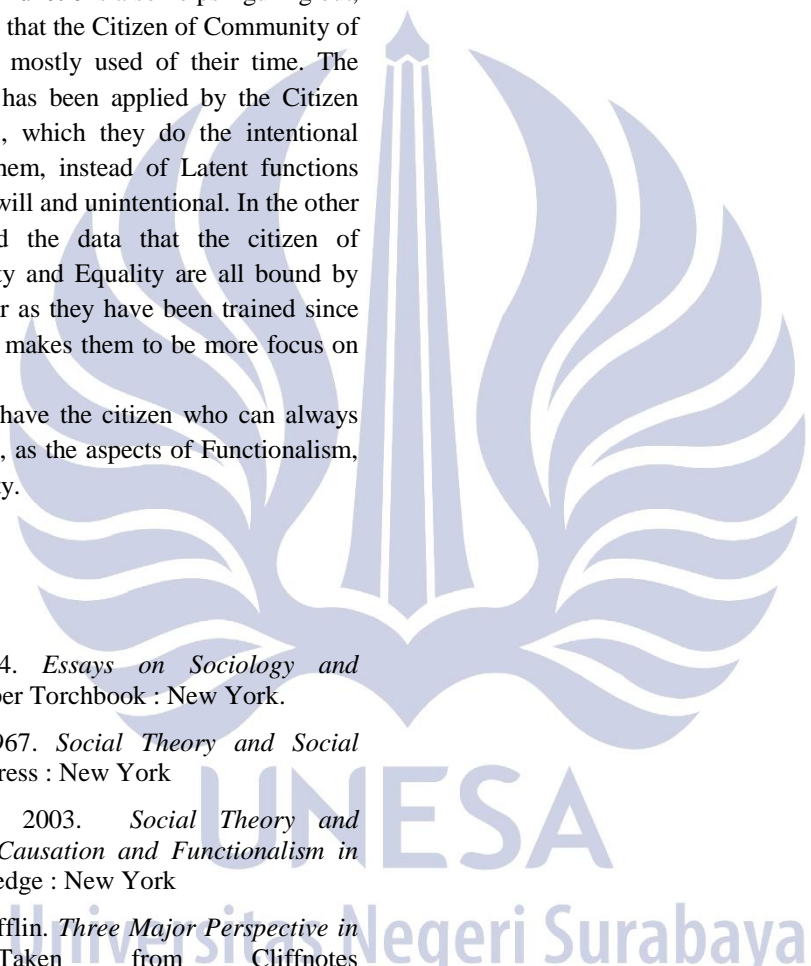 that the Citizen of Community of
mostly used of their time. The
has been applied by the Citizen
, which they do the intentional
hem, instead of Latent functions
will and unintentional. In the other
d the data that the citizen of
ty and Equality are all bound by
r as they have been trained since
makes them to be more focus on
have the citizen who can always
, as the aspects of Functionalism,
ty.
4. Essays on Sociology and
per Torchbook : New York.
967. Social Theory and Social
ress : New York
2003. Social Theory and
Causation and Functionalism in
edge : New York
fflin. Three Major Perspective in
Taken from Cliffnotes
UNESA
Universitas Negeri Surabaya